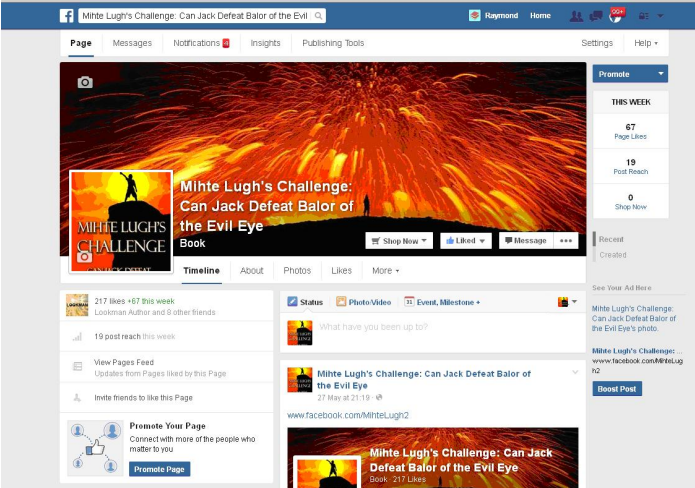 Mihte Lugh's Challenge: Can Jack Defeat Balor of the Evil
Raymond Home
99+
Page Messages Notifications Insights Publishing Tools
Settings Help
Promote
THIS WEEK
67
Page Likes
19
Post Reach
0
Shop Now
Recent
Created
See Your Ad Here
Mihte Lugh's Challenge:
Can Jack Defeat Balor of
the Evil Eye's photo.
Mihte Lugh's Challenge: ...
www.facebook.com/MihteLug
h2
Boost Post
MIHTE LUGH'S
CHALLENGE
CAN JACK DEFEAT
Mihte Lugh's Challenge:
Can Jack Defeat Balor of
the Evil Eye
Book
Shop Now Liked Message
Timeline About Photos Likes More
217 likes +67 this week
Lookman Author and 8 other friends
19 post reach this week
View Pages Feed
Updates from Pages liked by this Page
Invite friends to like this Page
Promote Your Page
Connect with more of the people who
matter to you
Promote Page
Status Photo/Video 31 Event, Milestone +
What have you been up to?
Mihte Lugh's Challenge: Can Jack Defeat Balor of
the Evil Eye
27 May at 21:19
www.facebook.com/MihteLugh2
Mihte Lugh's Challenge: Can Jack
Defeat Balor of the Evil Eye
Book · 217 Likes